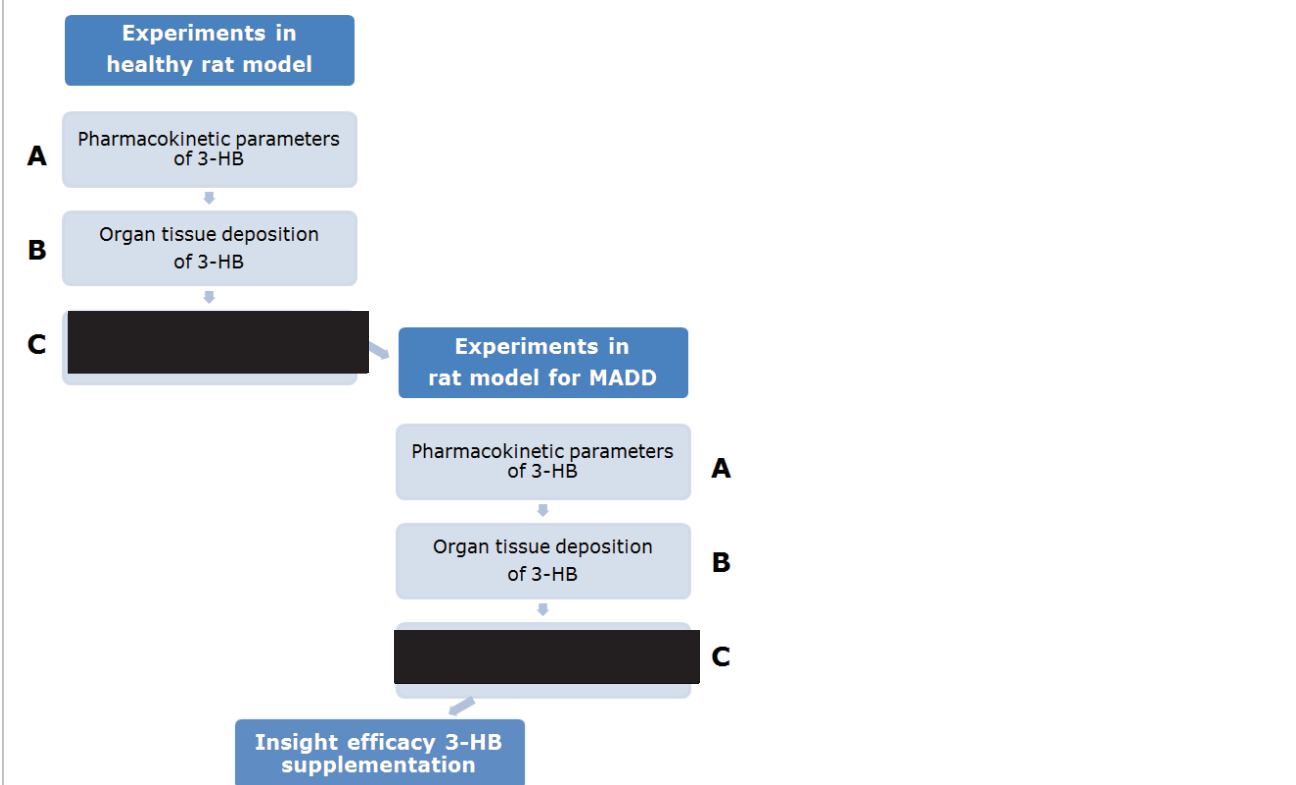 Experiments in
healthy rat model
A
Pharmacokinetic parameters
of 3-HB
B
Organ tissue deposition
of 3-HB
C
Experiments in
rat model for MADD
Pharmacokinetic parameters
of 3-HB
A
Organ tissue deposition
of 3-HB
B
C
Insight efficacy 3-HB
supplementation